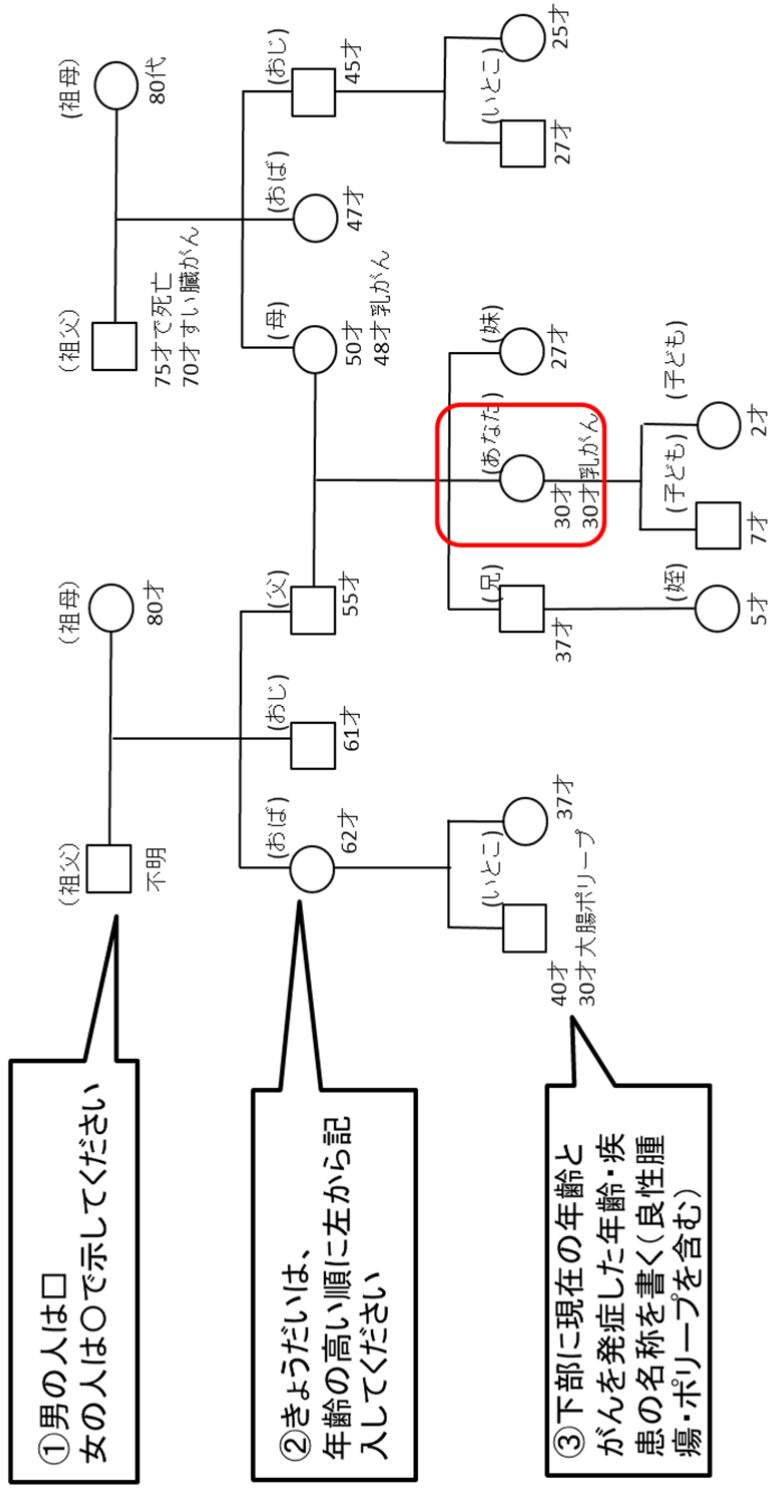 ①男の人は□
女の人は○で示してください
②きょうだいは、
年齢の高い順に左から記
入してください
③下部に現在の年齢と
がんを発症した年齢・疾
患の名称を書く(良性腫
瘍・ポリープを含む)
(祖父)
不明
(祖母)
80才
(祖父)
75才で死亡
70才すい臓がん
(祖母)
80代
(おば)
62才
(おじ)
61才
(父)
55才
(母)
50才
48才乳がん
(おば)
47才
(おじ)
45才
(いとこ)
40才
30才大腸ポリープ
37才
(兄)
37才
(あなた)
30才
30才乳がん
(妹)
27才
(いとこ)
27才
25才
(姪)
5才
(子ども)
7才
(子ども)
2才